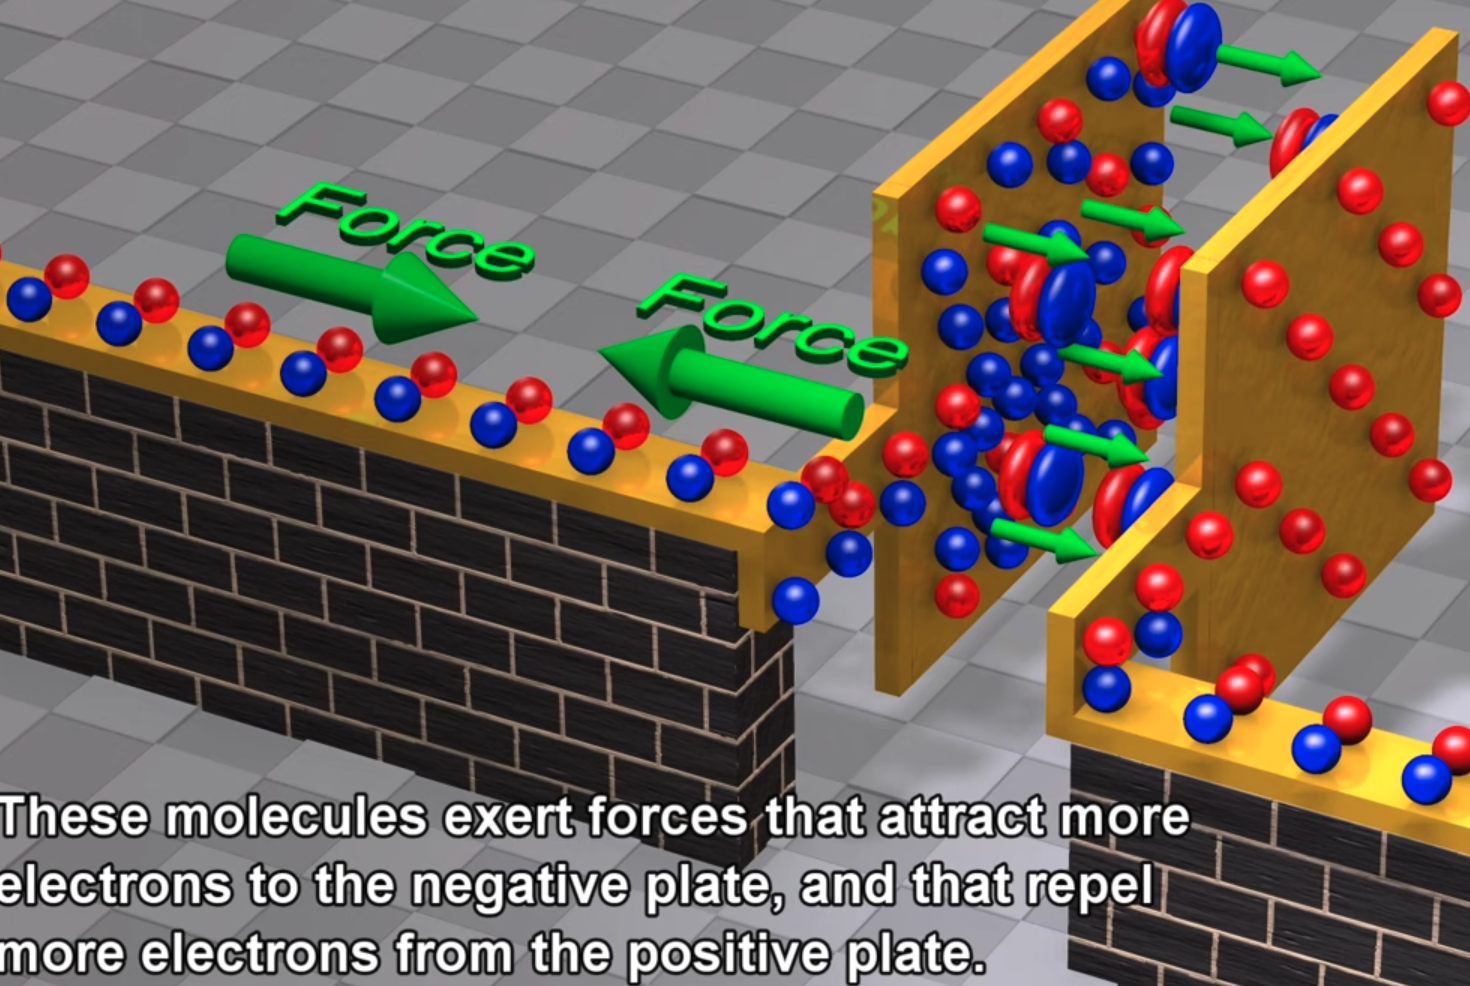 Force
Force
These molecules exert forces that attract more
electrons to the negative plate, and that repel
more electrons from the positive plate.